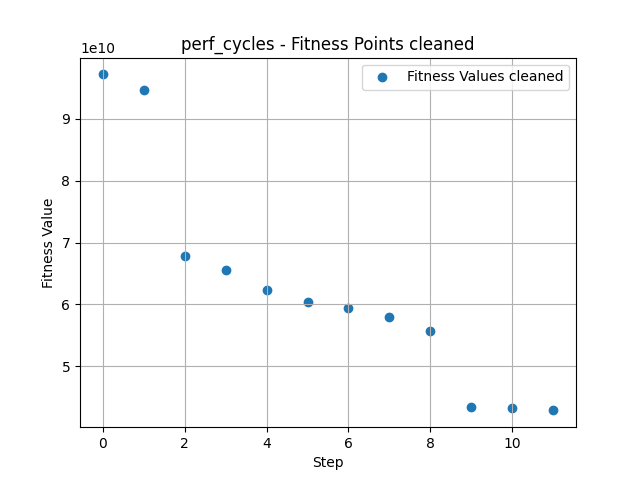 perf_cycles - Fitness Points cleaned
1e10
Fitness Values cleaned
9
8
7
6
5
Fitness Value
0 2 4 6 8 10
Step